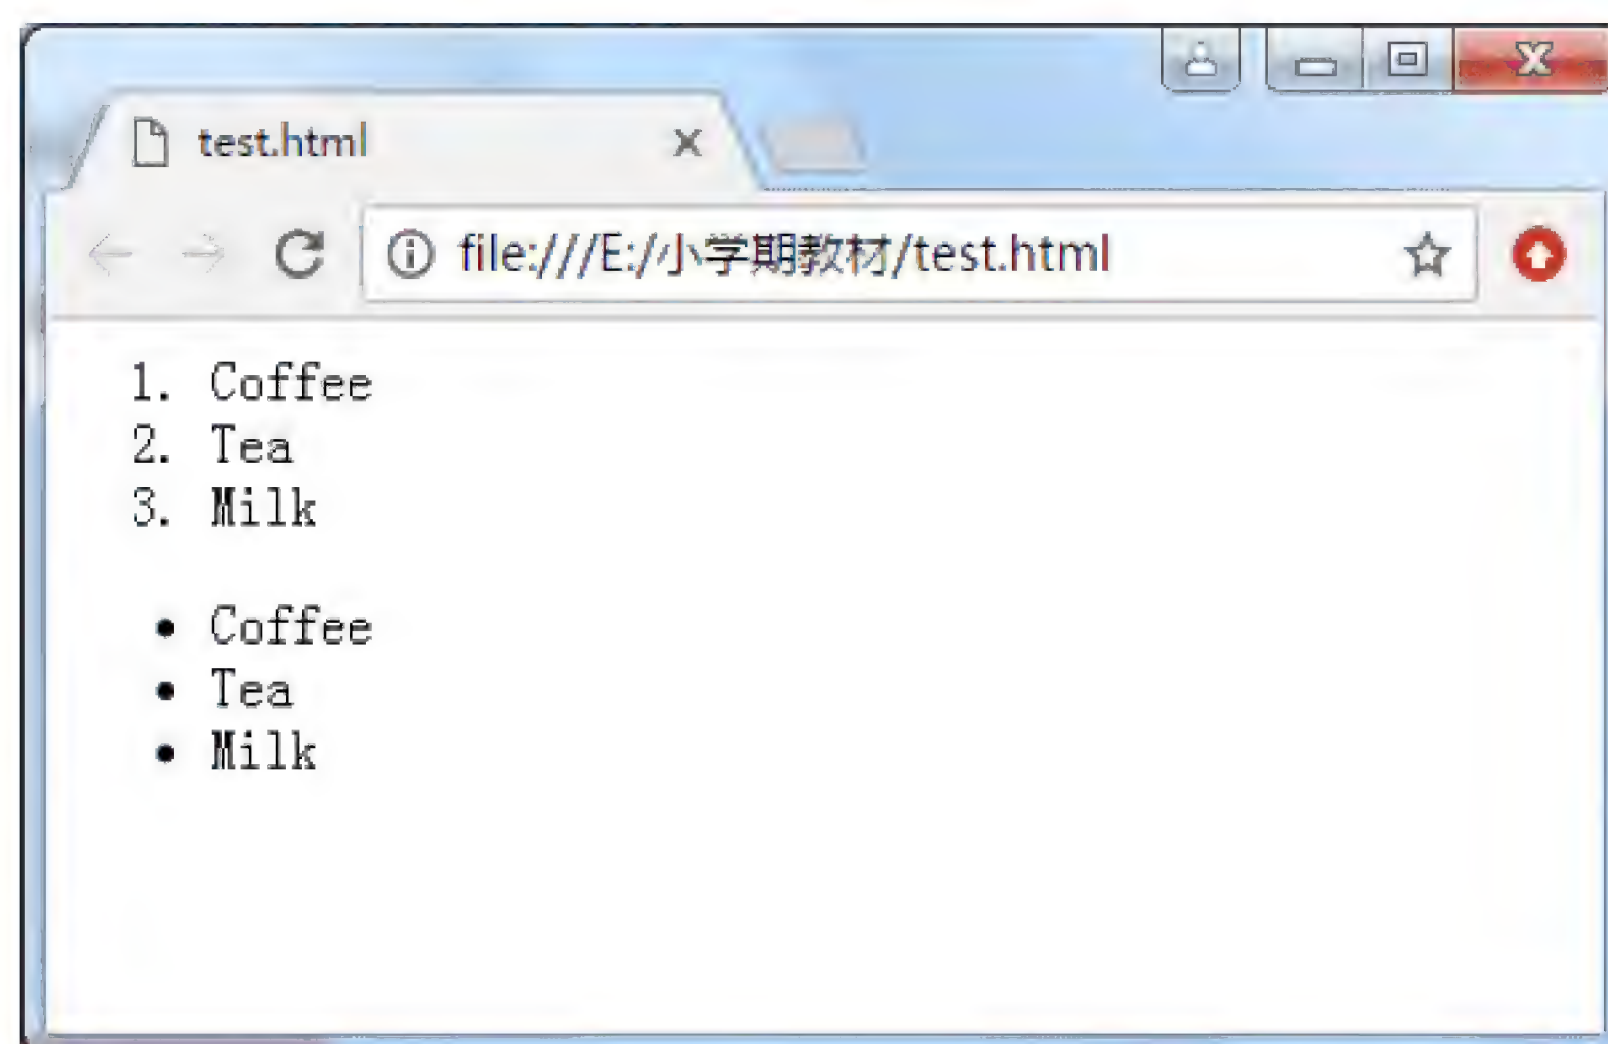 test.html
file:///E:/小学期教材/test.html
1. Coffee
2. Tea
3. Milk
• Coffee
• Tea
• Milk